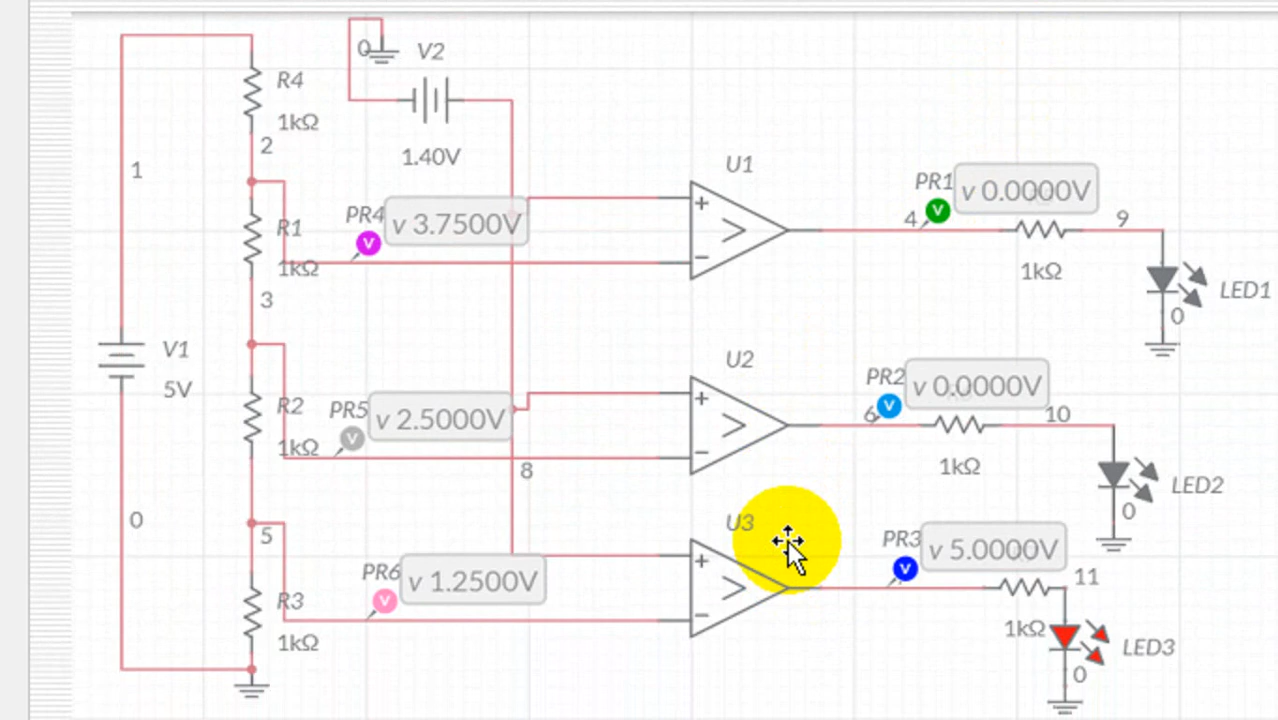 0
V2
R4
1kΩ
1.40V
2
1
U1
PR1
v 0.0000V
PR4
v 3.7500V
R1
1kΩ
+
>
−
4
9
1kΩ
LED1
0
3
V1
5V
U2
PR2
v 0.0000V
R2
1kΩ
PR5
v 2.5000V
+
>
−
6
10
8
1kΩ
LED2
0
0
5
U3
PR3
v 5.0000V
PR6
v 1.2500V
+
>
−
11
R3
1kΩ
1kΩ
LED3
0
V
V
V
V
V
V